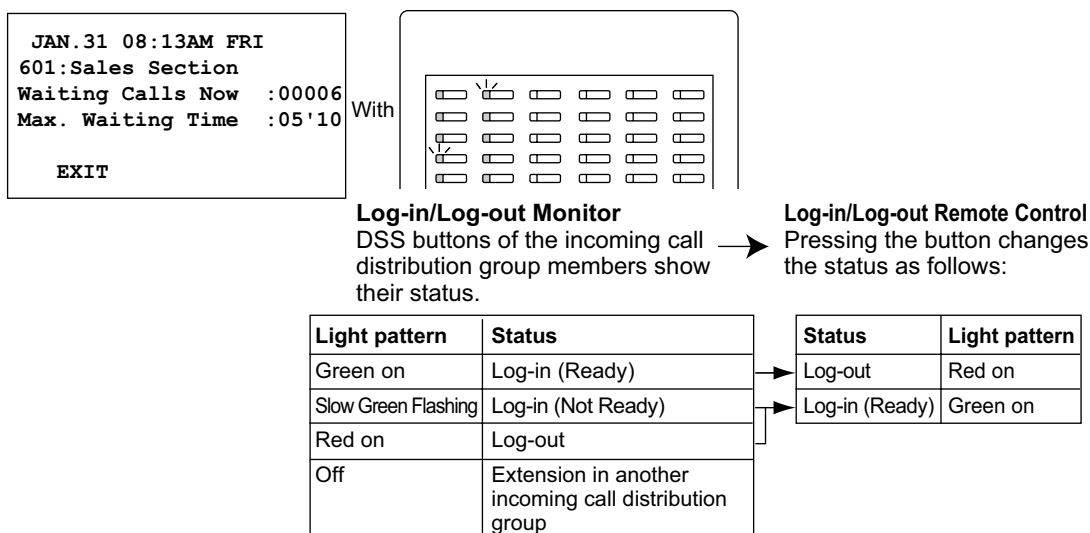 JAN.31 08:13AM FRI
601:Sales Section
Waiting Calls Now :00006
Max. Waiting Time :05'10
EXIT
With
Log-in/Log-out Monitor
DSS buttons of the incoming call
distribution group members show
their status.
Log-in/Log-out Remote Control
Pressing the button changes
the status as follows:
Light pattern Status
Green on Log-in (Ready)
Slow Green Flashing Log-in (Not Ready)
Red on Log-out
Off Extension in another
incoming call distribution
group
Status Light pattern
Log-out Red on
Log-in (Ready) Green on